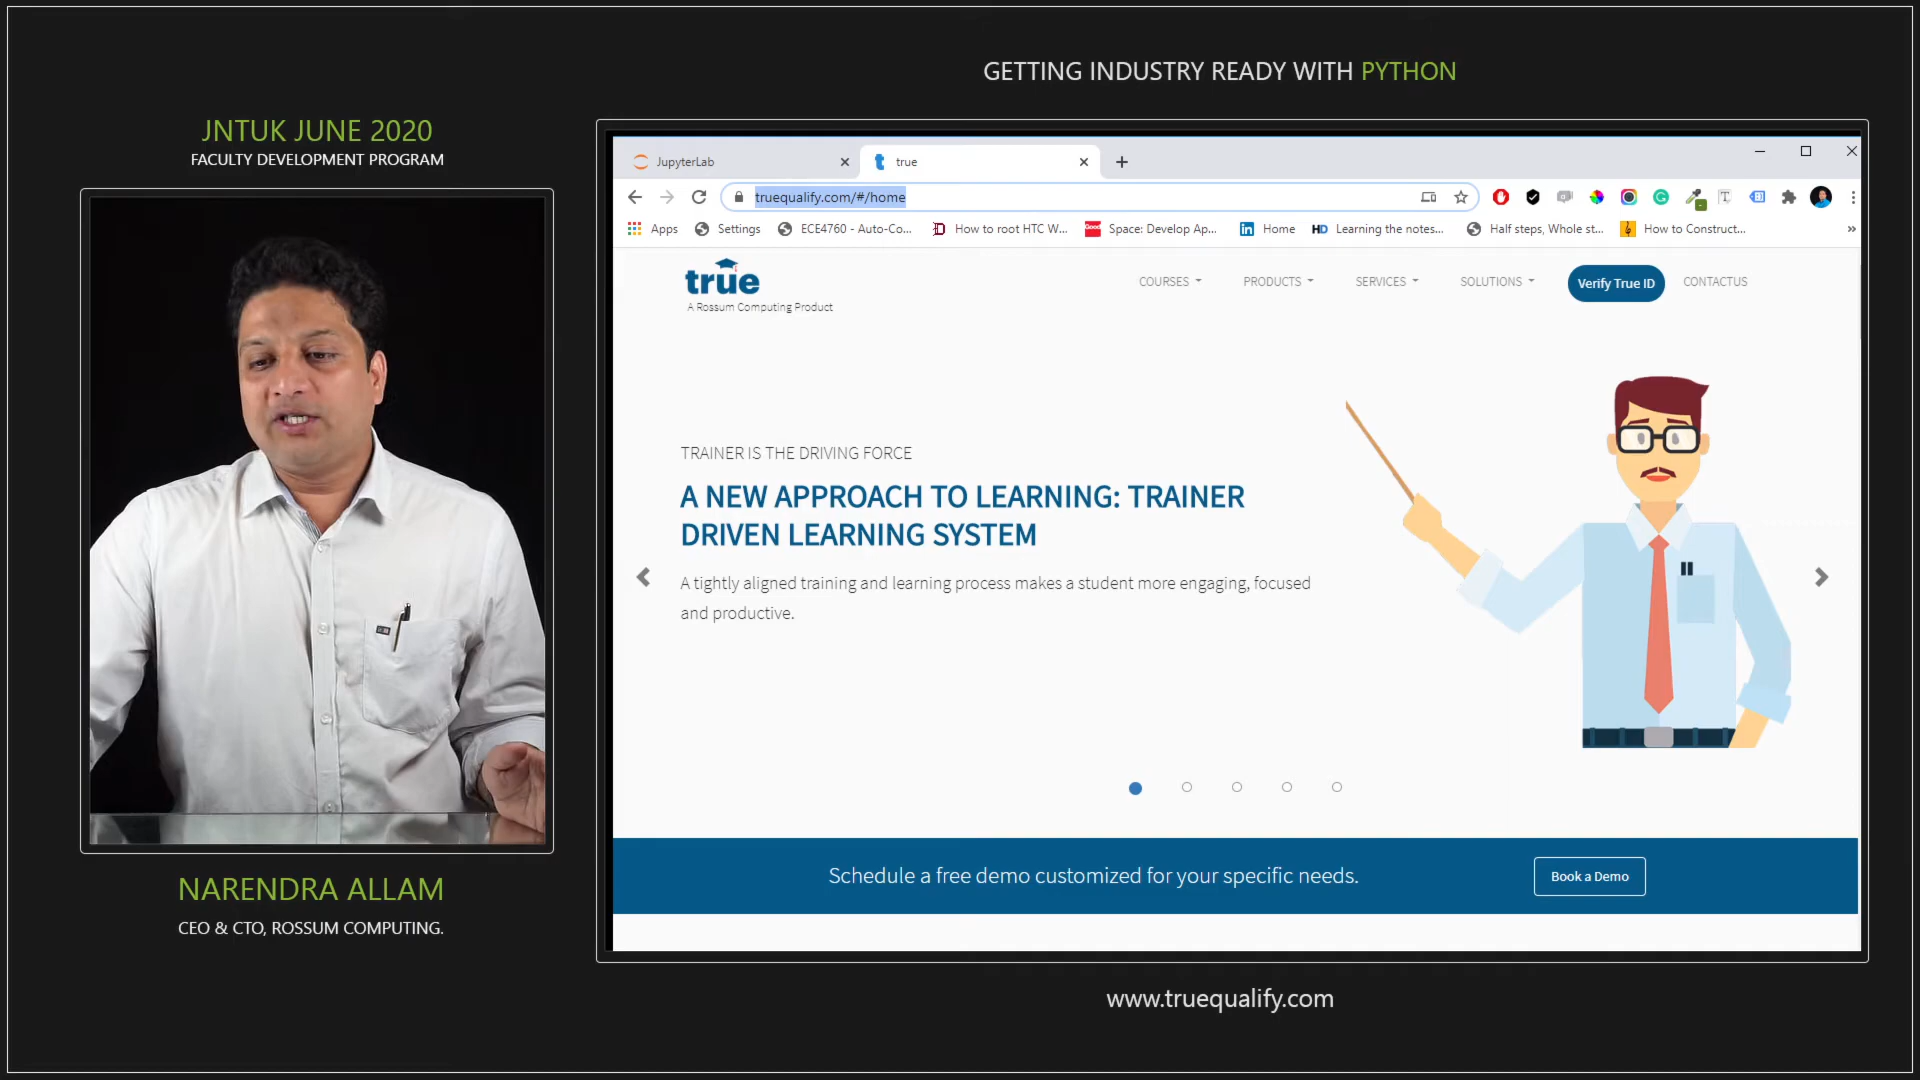 GETTING INDUSTRY READY WITH PYTHON
JNTUK JUNE 2020
FACULTY DEVELOPMENT PROGRAM
NARENDRA ALLAM
CEO & CTO, ROSSUM COMPUTING.
JupyterLab
true
truequalify.com/#/home
Apps
Settings
ECE4760 - Auto-Co...
How to root HTC W...
Space: Develop Ap...
Home
Learning the notes...
Half steps, Whole st...
How to Construct...
true
A Rossum Computing Product
COURSES
PRODUCTS
SERVICES
SOLUTIONS
Verify True ID
CONTACTUS
TRAINER IS THE DRIVING FORCE
A NEW APPROACH TO LEARNING: TRAINER
DRIVEN LEARNING SYSTEM
A tightly aligned training and learning process makes a student more engaging, focused
and productive.
Schedule a free demo customized for your specific needs.
Book a Demo
www.truequalify.com